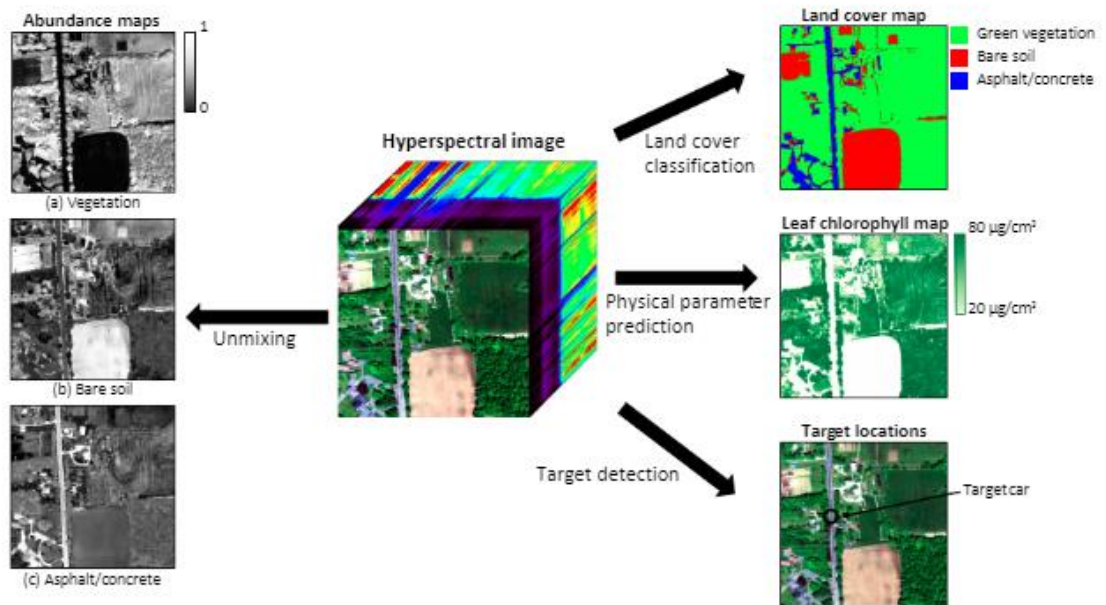 Abundance maps
1
0
(a) Vegetation
(b) Bare soil
(c) Asphalt/concrete
Unmixing
Hyperspectral image
Land cover
classification
Physical parameter
prediction
Target detection
Land cover map
Green vegetation
Bare soil
Asphalt/concrete
Leaf chlorophyll map
80 µg/cm²
20 µg/cm²
Target locations
Target car